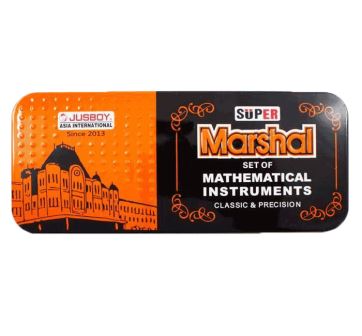 JUSBOY
ASIA INTERNATIONAL
Since 2013
SUPER
Marshal
SET OF
MATHEMATICAL
INSTRUMENTS
CLASSIC & PRECISION